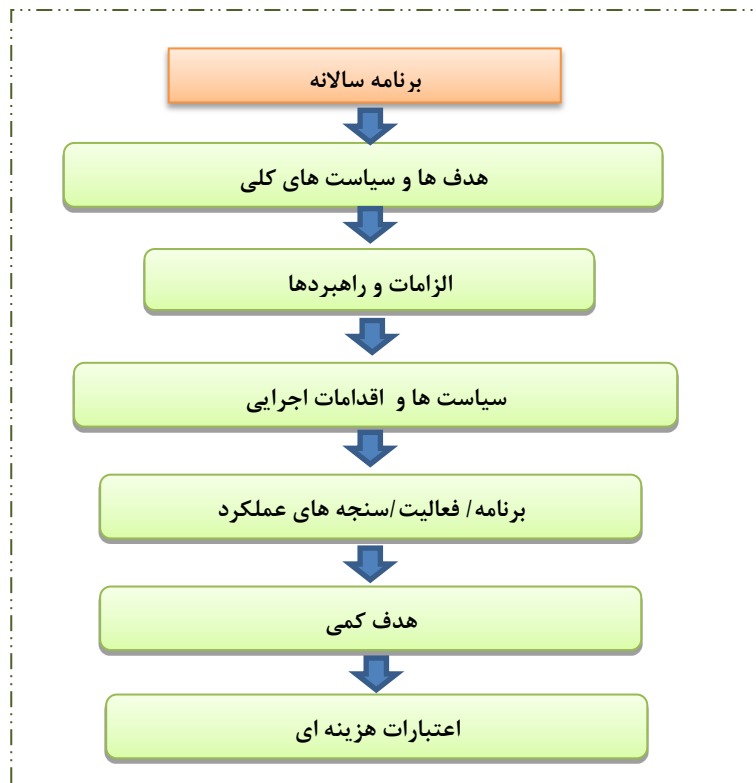 برنامه سالانه
هدف ها و سیاست های کلی
الزامات و راهبردها
سیاست ها و اقدامات اجرایی
برنامه/ فعالیت/سنجه های عملکرد
هدف کمی
اعتبارات هزینه ای